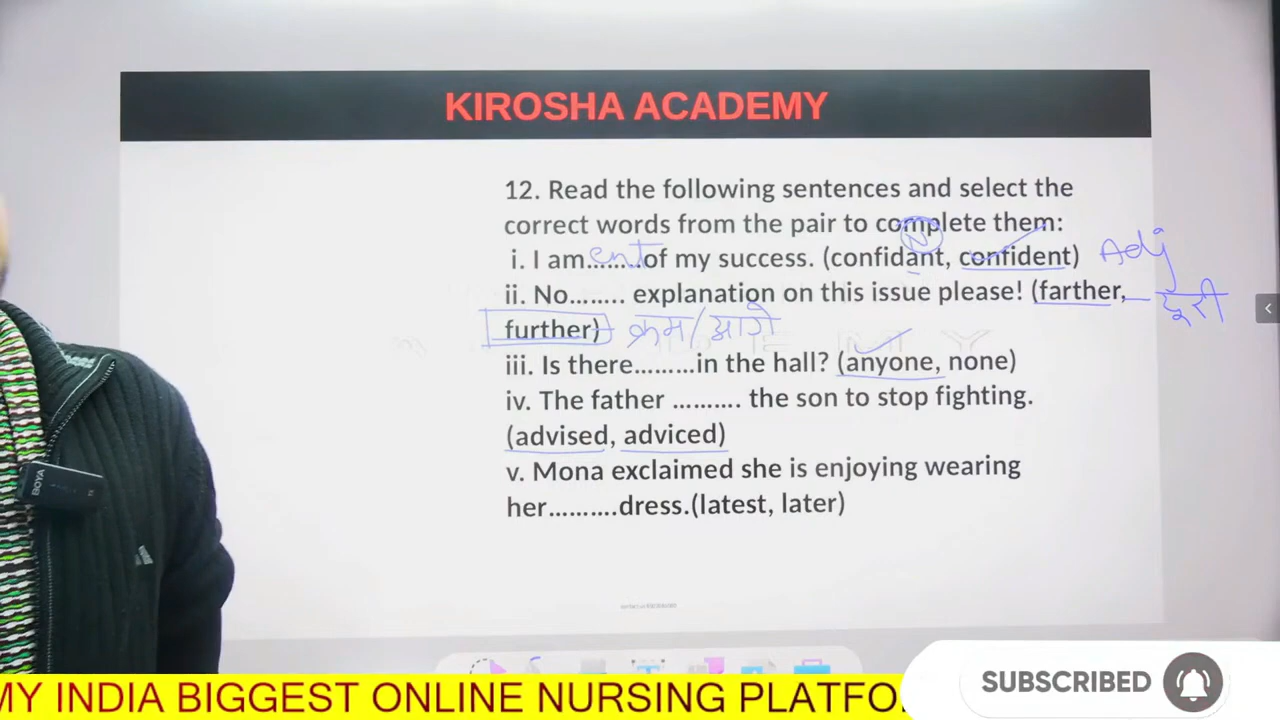 KIROSHA ACADEMY
12. Read the following sentences and select the
correct words from the pair to complete them:
N
i. I am.......of my success. (confidant, confident) Adj
ent
ii. No....... explanation on this issue please! (farther, दूरी
further) क्रम/आगे
iii. Is there.........in the hall? (anyone, none)
iv. The father .......... the son to stop fighting.
(advised, adviced)
v. Mona exclaimed she is enjoying wearing
her..........dress.(latest, later)
BOYA
MY INDIA BIGGEST ONLINE NURSING PLATFO
SUBSCRIBED